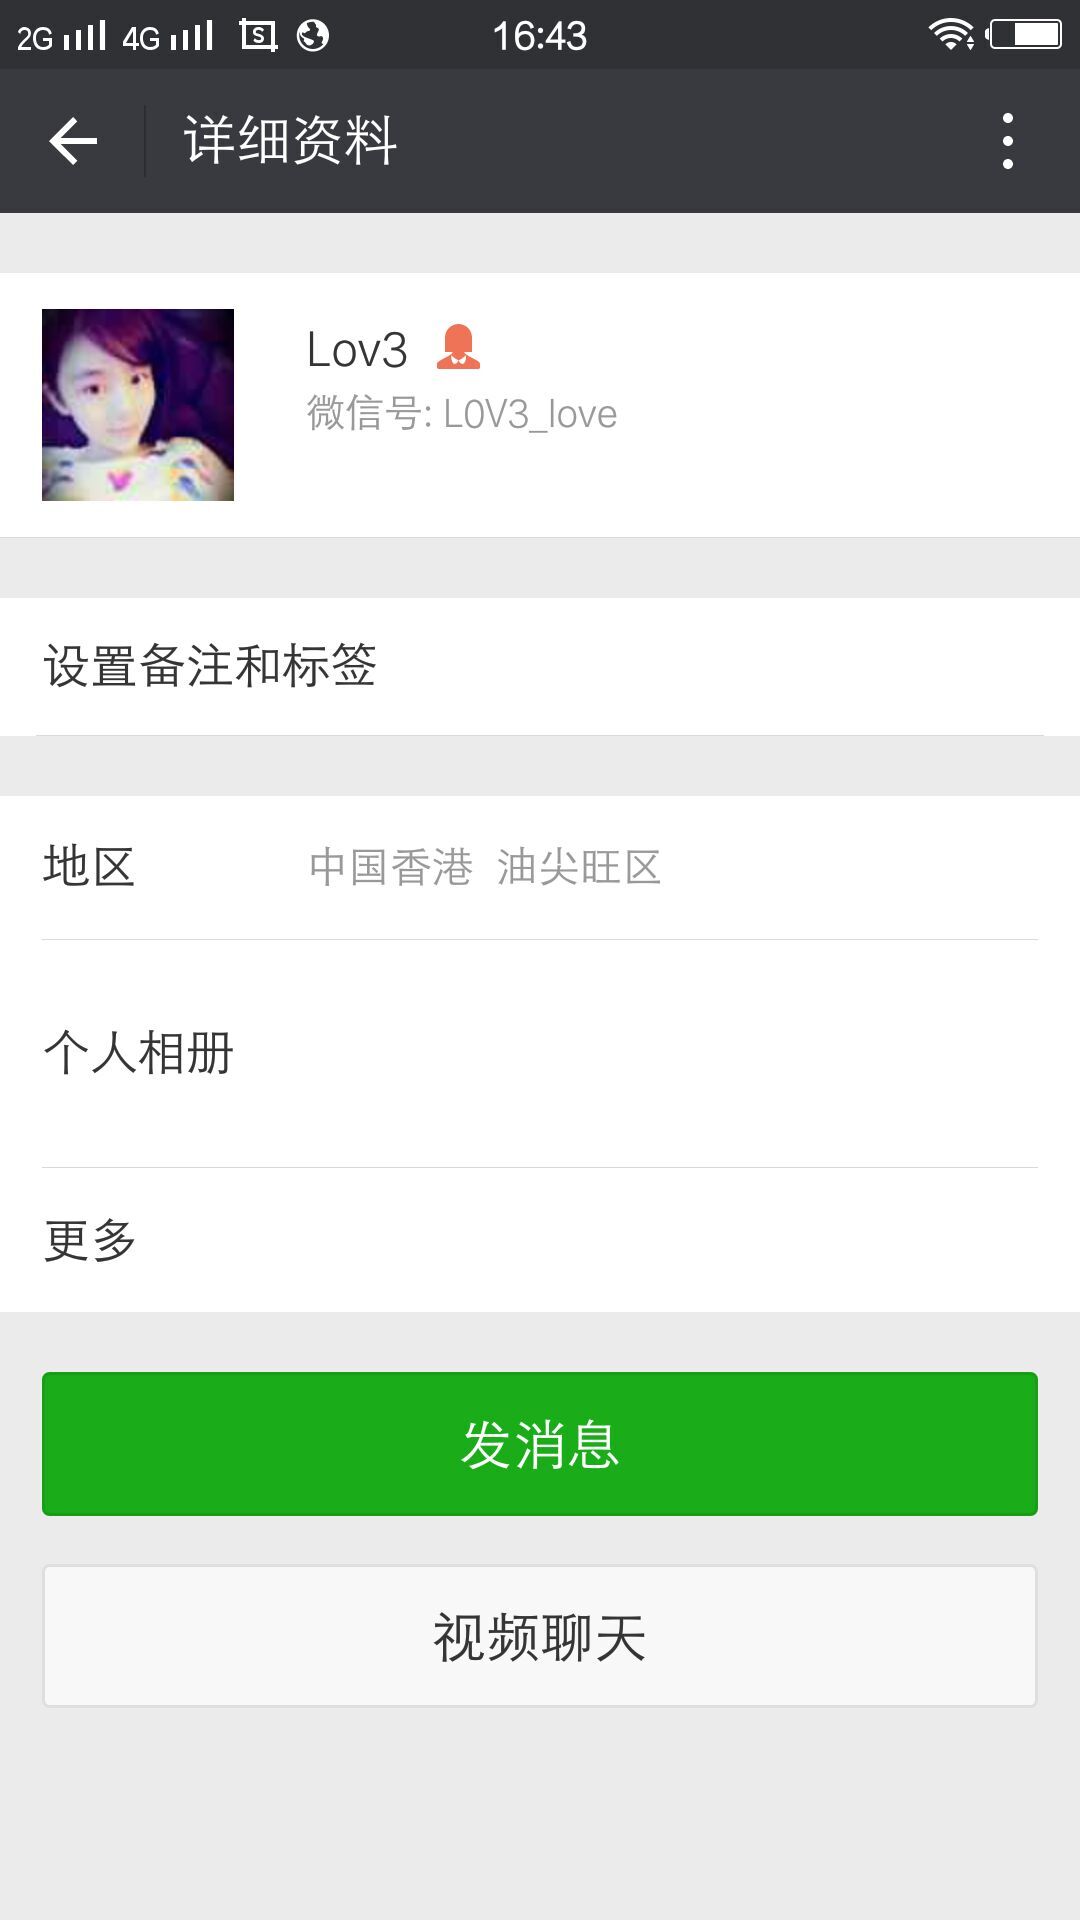 2G 4G S 16:43
详细资料
Lov3
微信号: L0V3_love
设置备注和标签
地区 中国香港 油尖旺区
个人相册
更多
发消息
视频聊天